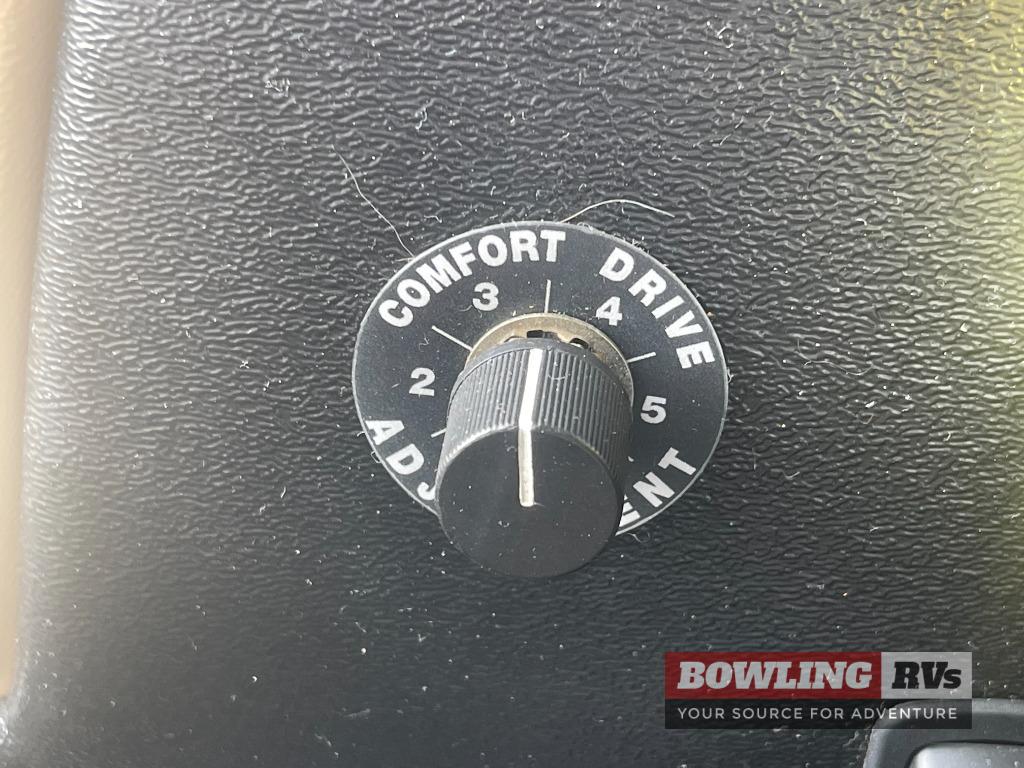 COMFORT DRIVE
3
4
2
5
BOWLING RVs
YOUR SOURCE FOR ADVENTURE